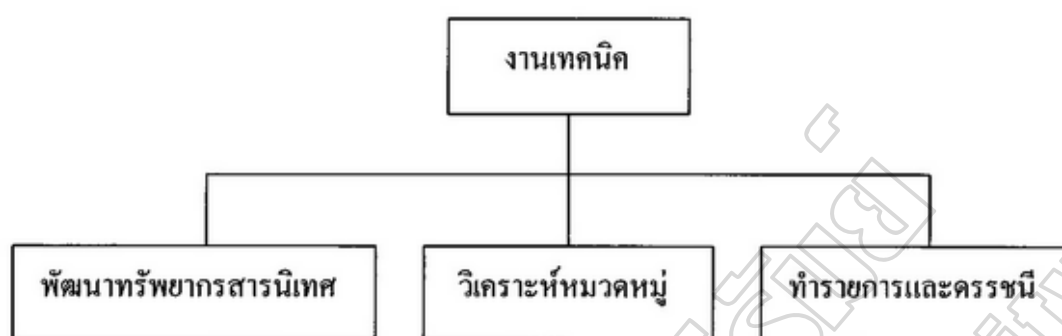 งานเทคนิค
พัฒนาทรัพยากรสารนิเทศ
วิเคราะห์หมวดหมู่
ทำรายการและดรรชนี